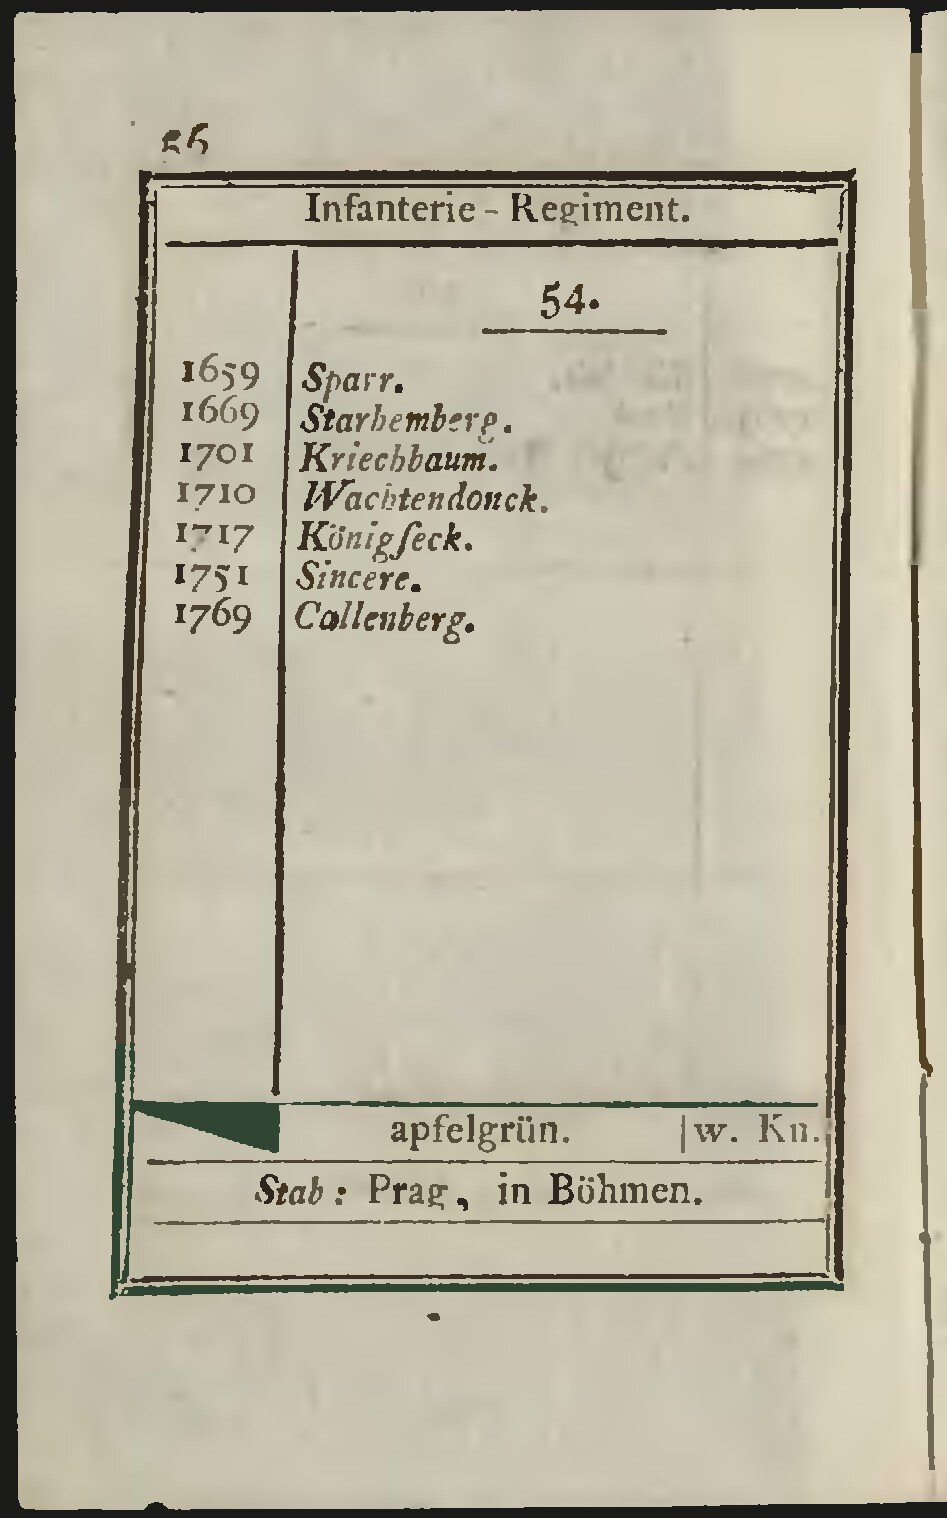 56
Infanterie - Regiment.
54.
1659 Sparr.
1669 Starhemberg.
1701 Kriechbaum.
1710 Wachtendonck.
1717 Königſeck.
1751 Sincere.
1769 Callenberg.
apfelgrün. | w. Kn.
Stab: Prag, in Böhmen.